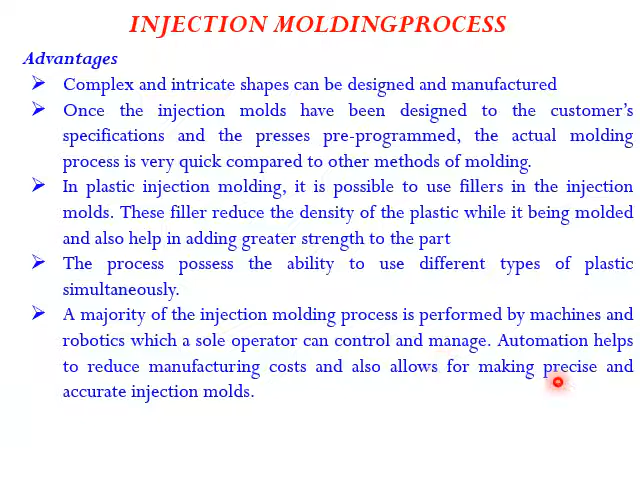 INJECTION MOLDINGPROCESS
Advantages
➢ Complex and intricate shapes can be designed and manufactured
➢ Once the injection molds have been designed to the customer's
specifications and the presses pre-programmed, the actual molding
process is very quick compared to other methods of molding.
➢ In plastic injection molding, it is possible to use fillers in the injection
molds. These filler reduce the density of the plastic while it being molded
and also help in adding greater strength to the part
➢ The process possess the ability to use different types of plastic
simultaneously.
➢ A majority of the injection molding process is performed by machines and
robotics which a sole operator can control and manage. Automation helps
to reduce manufacturing costs and also allows for making precise and
accurate injection molds.